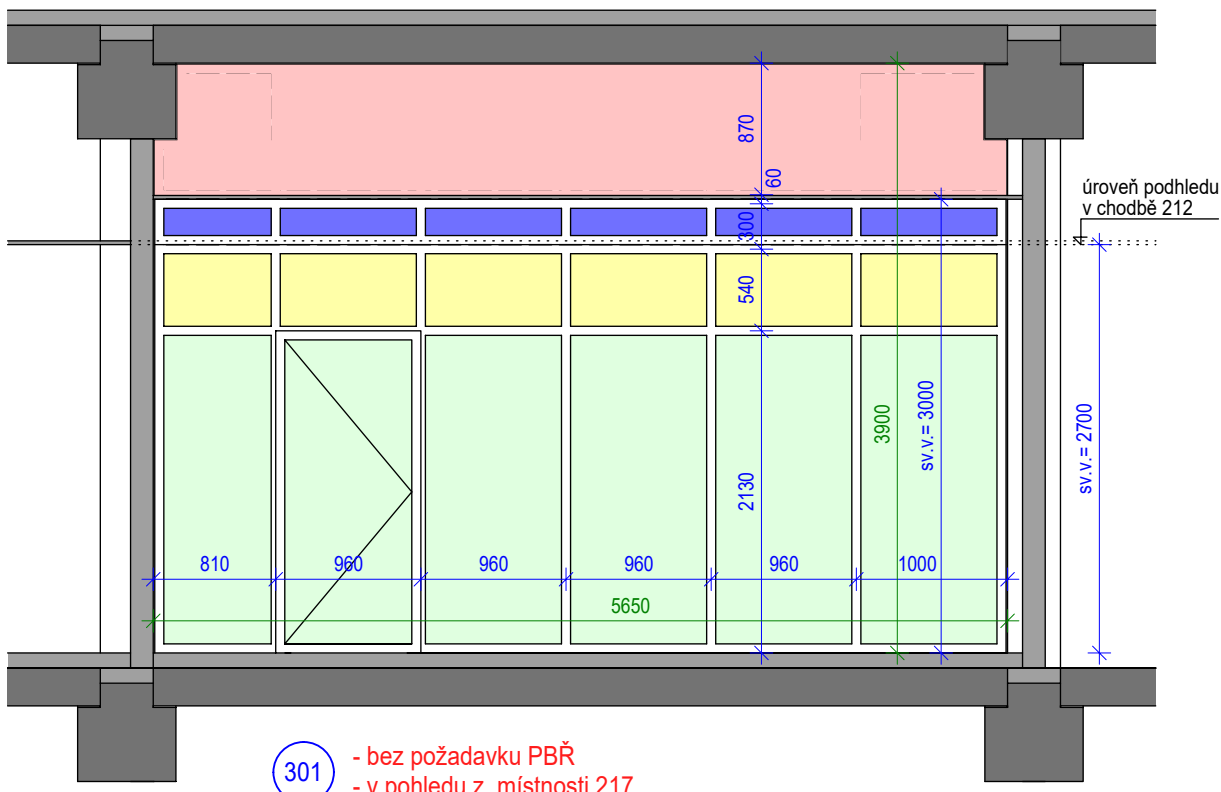 870
60
úroveň podhledu
v chodbě 212
300
540
3900
sv.v.= 3000
sv.v.= 2700
2130
810
960
960
960
960
1000
5650
301
- bez požadavku PBŘ
- v pohledu z místnosti 217